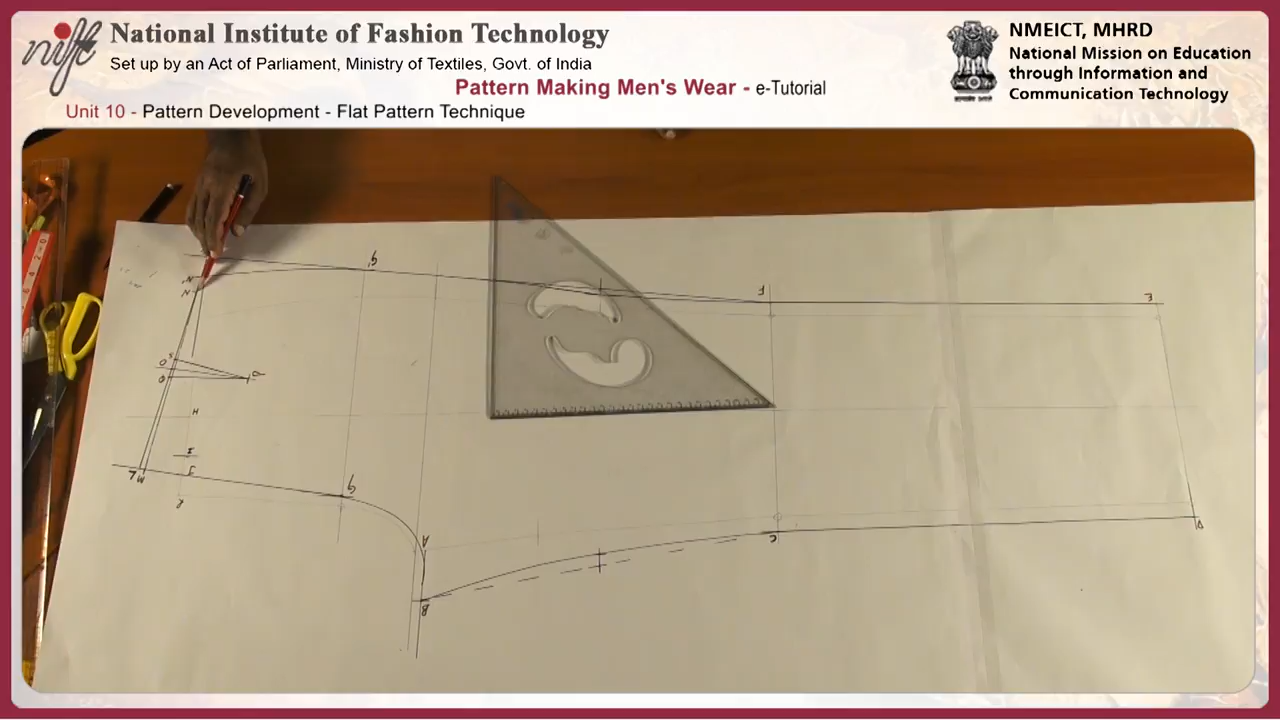 nift
National Institute of Fashion Technology
Set up by an Act of Parliament, Ministry of Textiles, Govt. of India
NMEICT, MHRD
National Mission on Education
through Information and
Communication Technology
Pattern Making Men's Wear - e-Tutorial
Unit 10 - Pattern Development - Flat Pattern Technique
G'
N'
N
F
E
S
O'
O
Q
H
I
J
L
M
G
R
A
C
D
B